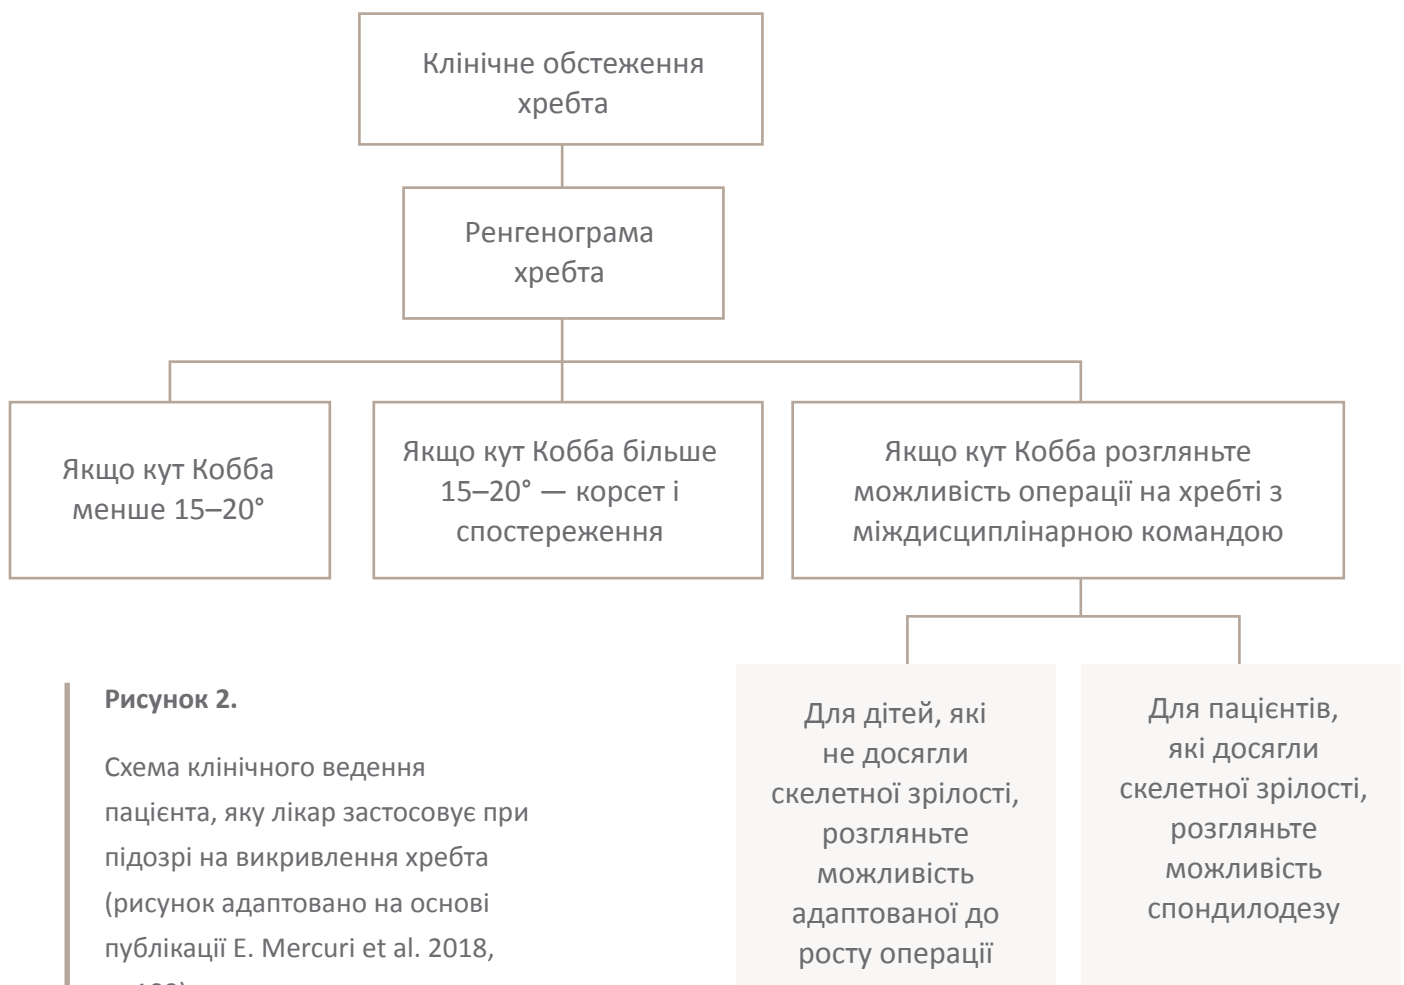 Клінічне обстеження
хребта
Ренгенограма
хребта
Якщо кут Кобба
менше 15–20°
Якщо кут Кобба більше
15–20° — корсет і
спостереження
Якщо кут Кобба розгляньте
можливість операції на хребті з
міждисциплінарною командою
Для дітей, які
не досягли
скелетної зрілості,
розгляньте
можливість
адаптованої до
росту операції
Для пацієнтів,
які досягли
скелетної зрілості,
розгляньте
можливість
спондилодезу
Рисунок 2.
Схема клінічного ведення
пацієнта, яку лікар застосовує при
підозрі на викривлення хребта
(рисунок адаптовано на основі
публікації E. Mercuri et al. 2018,